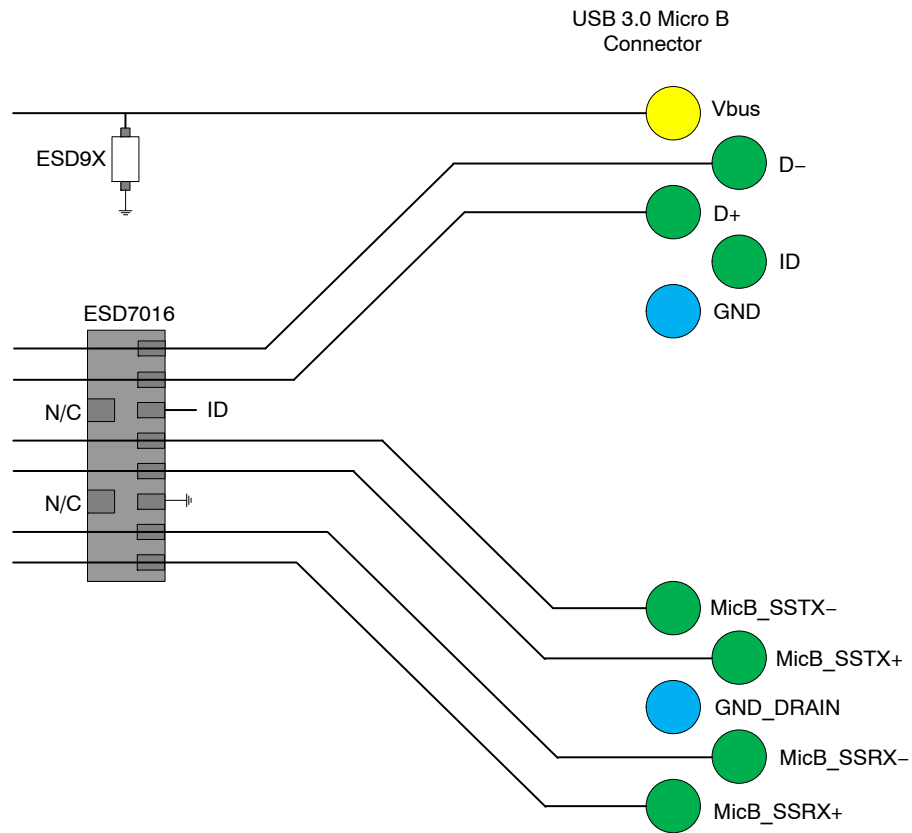 USB 3.0 Micro B
Connector
Vbus
ESD9X
D−
D+
ID
GND
ESD7016
N/C
ID
N/C
MicB_SSTX−
MicB_SSTX+
GND_DRAIN
MicB_SSRX−
MicB_SSRX+